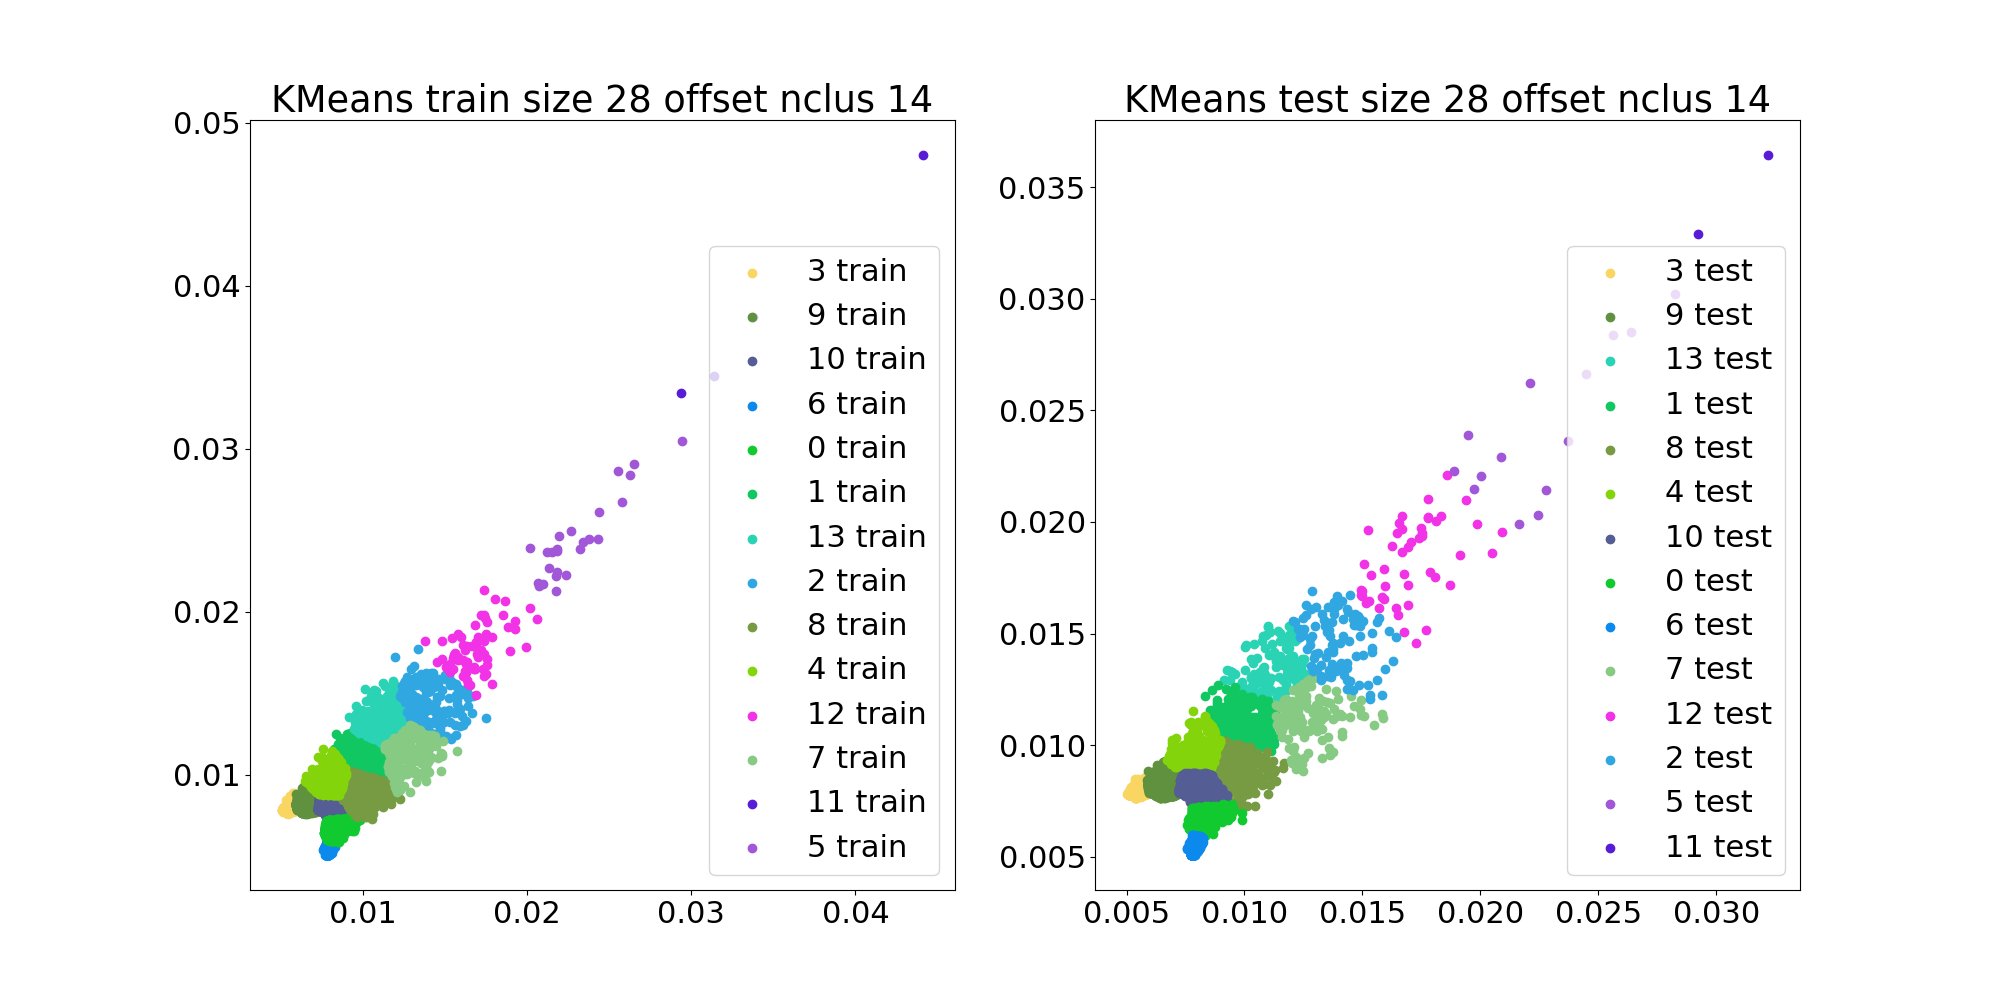 KMeans train size 28 offset nclus 14
0.05
0.04
0.03
0.02
0.01
0.01 0.02 0.03 0.04
3 train
9 train
10 train
6 train
0 train
1 train
13 train
2 train
8 train
4 train
12 train
7 train
11 train
5 train
KMeans test size 28 offset nclus 14
0.035
0.030
0.025
0.020
0.015
0.010
0.005
0.005 0.010 0.015 0.020 0.025 0.030
3 test
9 test
13 test
1 test
8 test
4 test
10 test
0 test
6 test
7 test
12 test
2 test
5 test
11 test